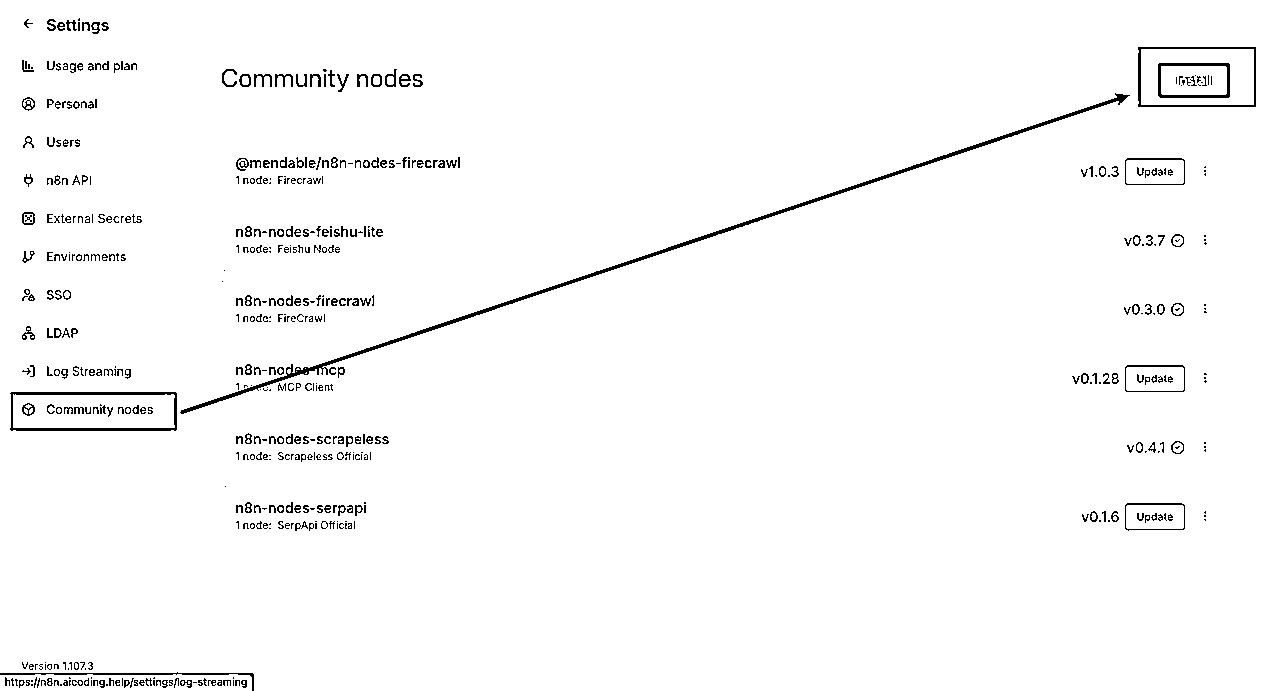 Settings
Usage and plan
Personal
Users
n8n API
External Secrets
Environments
SSO
LDAP
Log Streaming
Community nodes
Version 1.107.3
https://n8n.aicoding.help/settings/log-streaming
Community nodes
Install
@mendable/n8n-nodes-firecrawl
1 node: Firecrawl
v1.0.3 Update
n8n-nodes-feishu-lite
1 node: Feishu Node
v0.3.7
n8n-nodes-firecrawl
1 node: FireCrawl
v0.3.0
n8n-nodes-mcp
1 node: MCP Client
v0.1.28 Update
n8n-nodes-scrapeless
1 node: Scrapeless Official
v0.4.1
n8n-nodes-serpapi
1 node: SerpApi Official
v0.1.6 Update